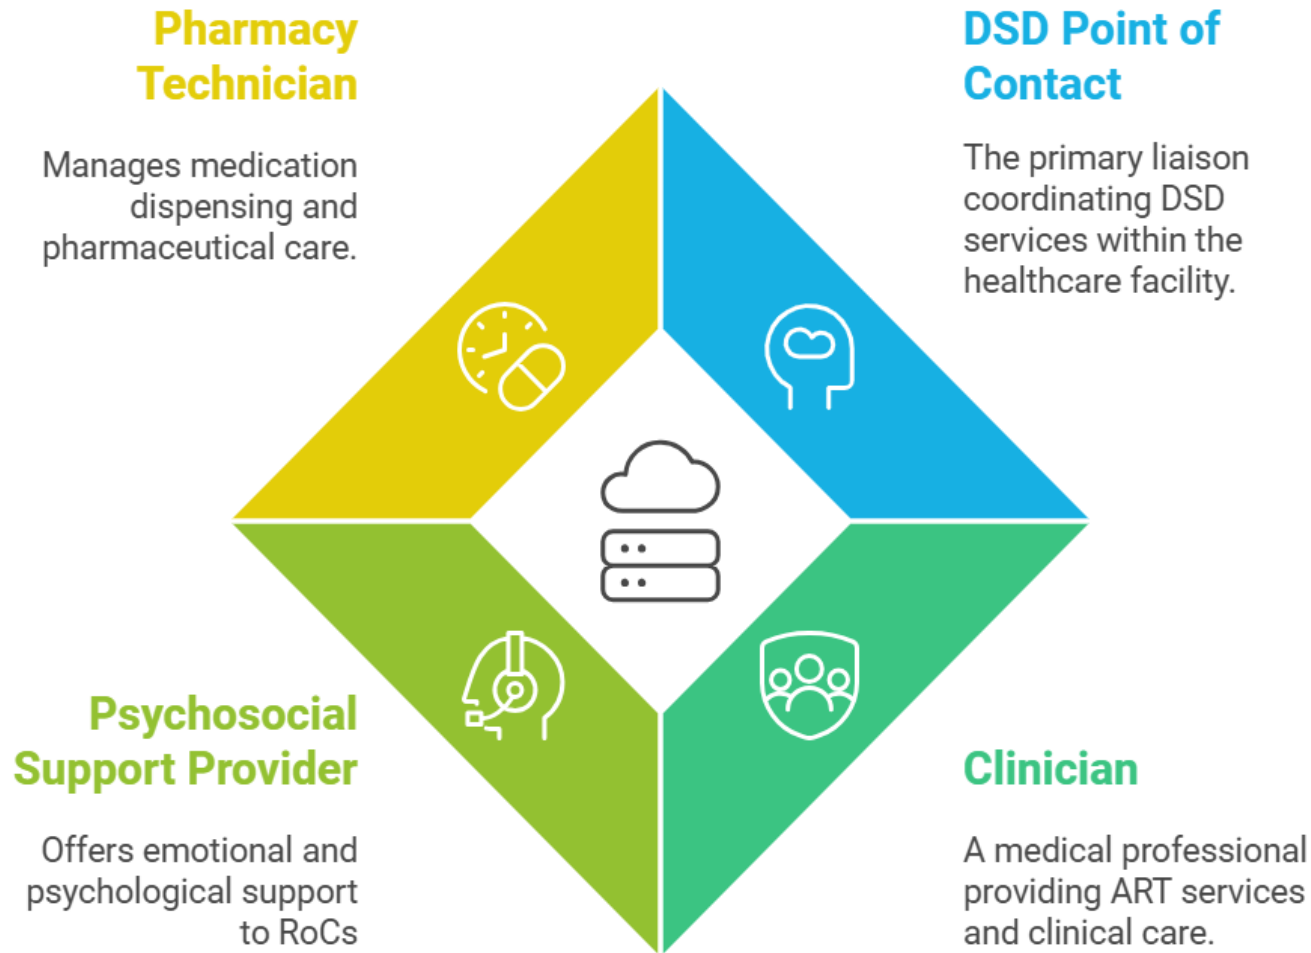 Pharmacy
Technician
Manages medication
dispensing and
pharmaceutical care.
DSD Point of
Contact
The primary liaison
coordinating DSD
services within the
healthcare facility.
Psychosocial
Support Provider
Offers emotional and
psychological support
to RoCs
Clinician
A medical professional
providing ART services
and clinical care.